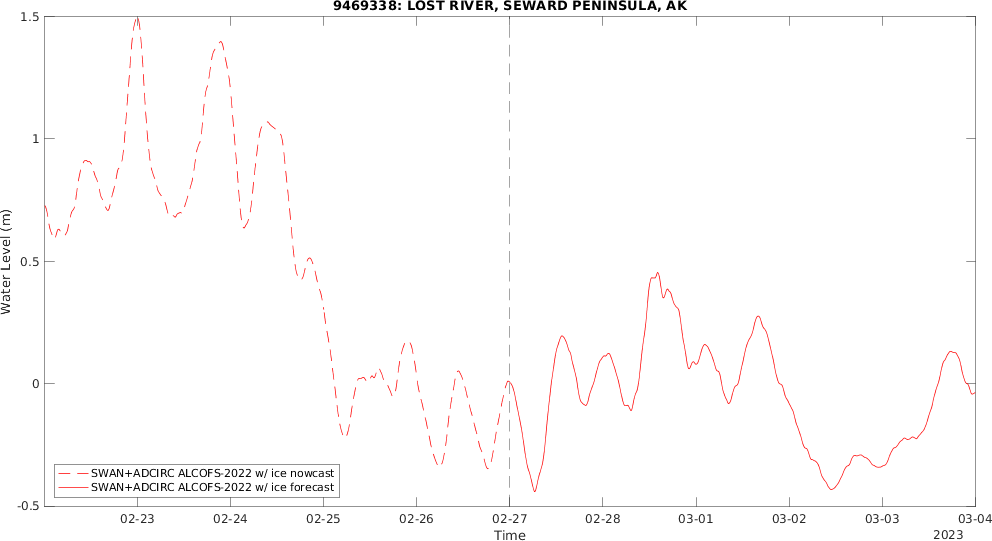 9469338: LOST RIVER, SEWARD PENINSULA, AK
Water Level (m)
1.5
1
0.5
0
-0.5
SWAN+ADCIRC ALCOFS-2022 w/ ice nowcast
SWAN+ADCIRC ALCOFS-2022 w/ ice forecast
02-23 02-24 02-25 02-26 02-27 02-28 03-01 03-02 03-03 03-04
Time
2023